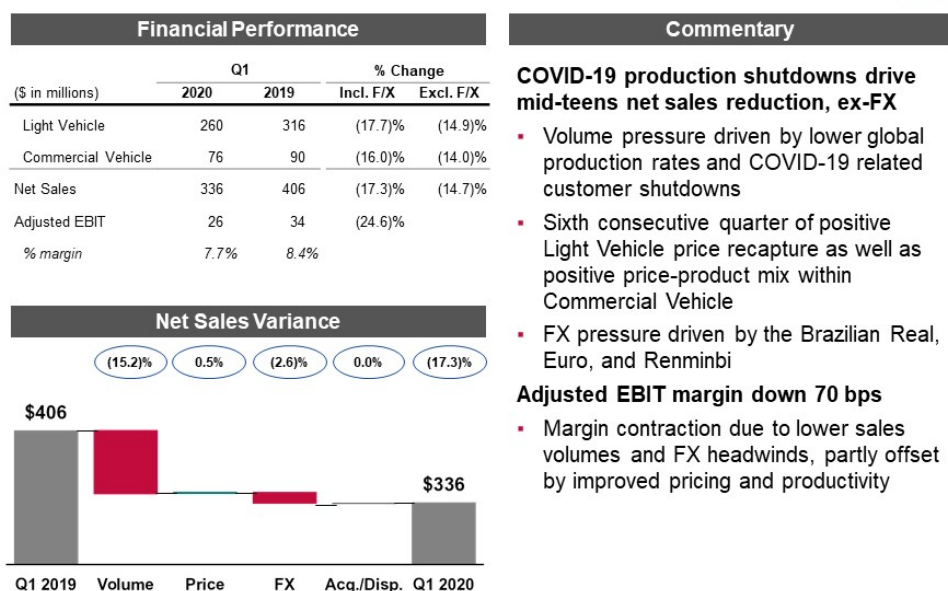 Financial Performance
Q1 % Change
($ in millions) 2020 2019 Incl. F/X Excl. F/X
Light Vehicle 260 316 (17.7)% (14.9)%
Commercial Vehicle 76 90 (16.0)% (14.0)%
Net Sales 336 406 (17.3)% (14.7)%
Adjusted EBIT 26 34 (24.6)%
% margin 7.7% 8.4%
Net Sales Variance
(15.2)% 0.5% (2.6)% 0.0% (17.3)%
$406
$336
Q1 2019 Volume Price FX Acq./Disp. Q1 2020
Commentary
COVID-19 production shutdowns drive
mid-teens net sales reduction, ex-FX
▪ Volume pressure driven by lower global
production rates and COVID-19 related
customer shutdowns
▪ Sixth consecutive quarter of positive
Light Vehicle price recapture as well as
positive price-product mix within
Commercial Vehicle
▪ FX pressure driven by the Brazilian Real,
Euro, and Renminbi
Adjusted EBIT margin down 70 bps
▪ Margin contraction due to lower sales
volumes and FX headwinds, partly offset
by improved pricing and productivity